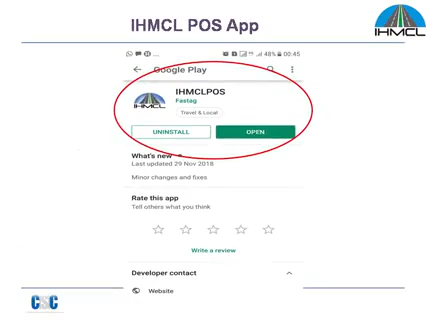 IHMCL POS App
IHMCL
48% 00:45
Google Play
IHMCLPOS
Fastag
Travel & Local
UNINSTALL
OPEN
What's new
Last updated 29 Nov 2018
Minor changes and fixes
Rate this app
Tell others what you think
Write a review
Developer contact
Website
CSC